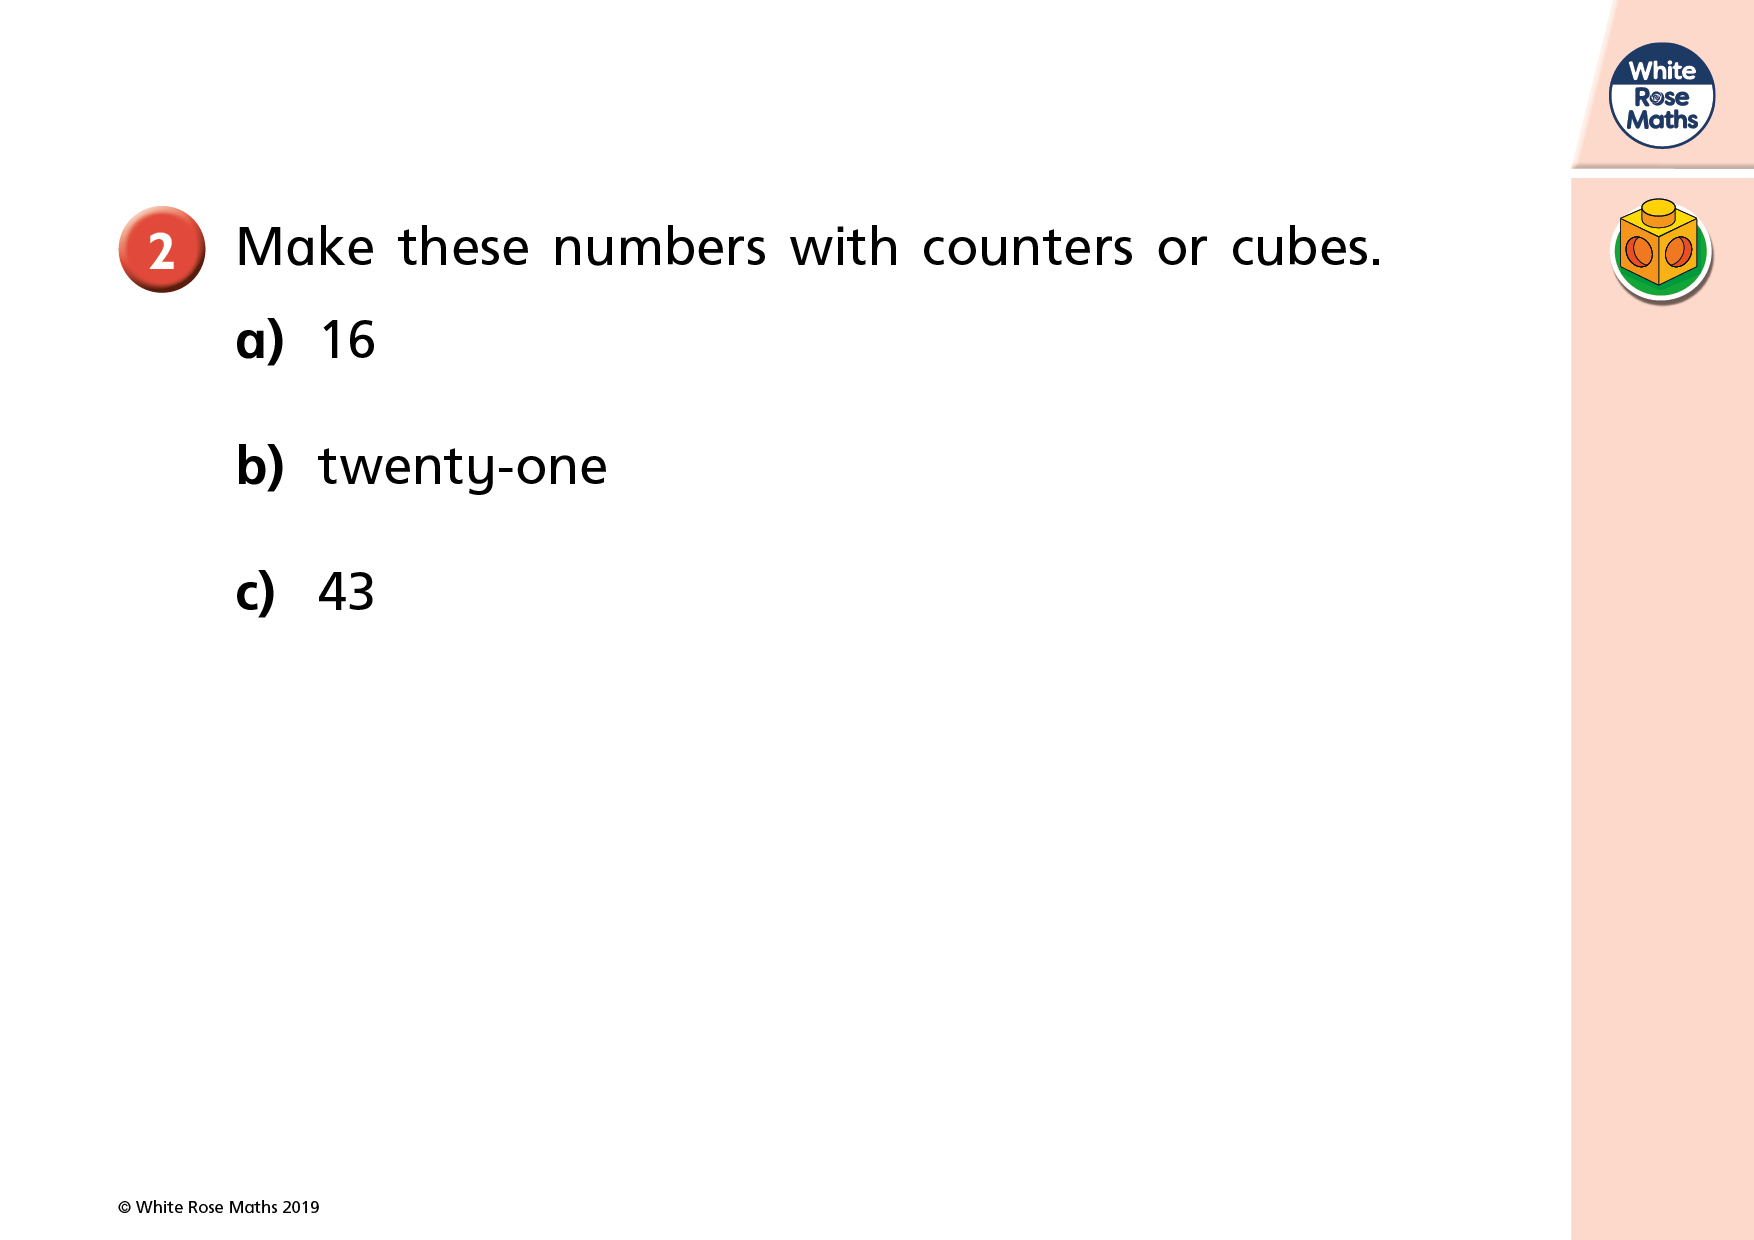 White
Rose
Maths
2 Make these numbers with counters or cubes.
a) 16
b) twenty-one
c) 43
© White Rose Maths 2019